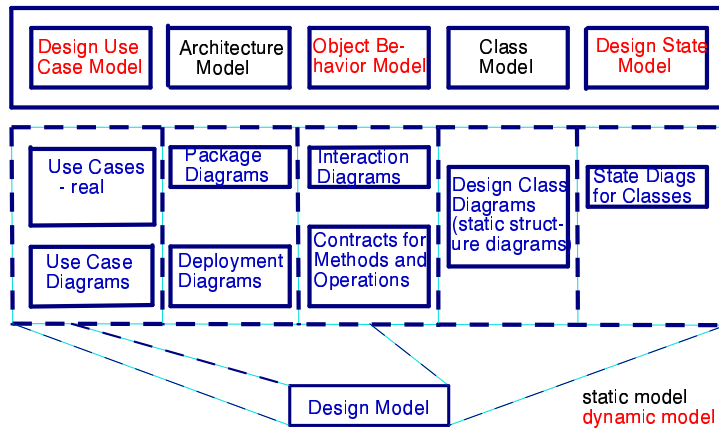 Design Use
Case Model
Architecture
Model
Object Be-
havior Model
Class
Model
Design State
Model
Use Cases
- real
Package
Diagrams
Interaction
Diagrams
Design Class
Diagrams
(static struct-
ure diagrams)
State Diags
for Classes
Use Case
Diagrams
Deployment
Diagrams
Contracts for
Methods and
Operations
Design Model
static model
dynamic model